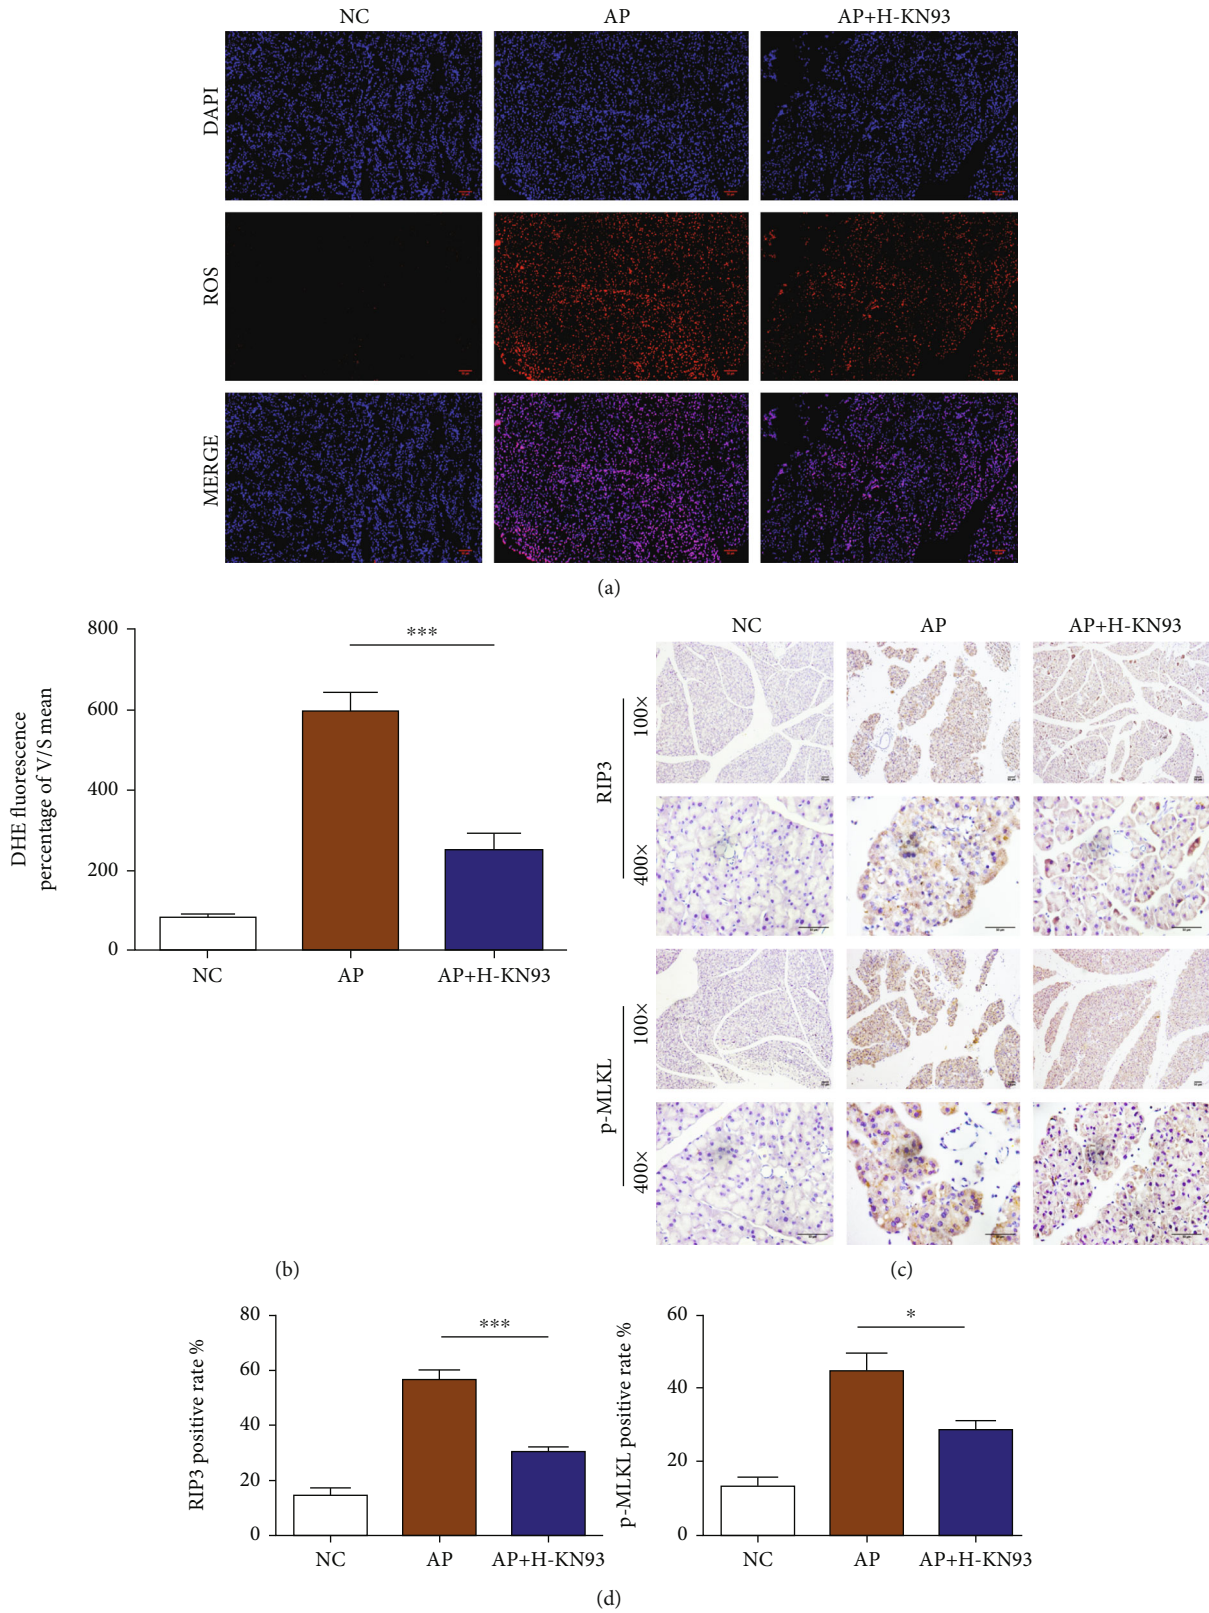 NC AP AP+H-KN93
DAPI
ROS
MERGE
(a)
DHE fluorescence
percentage of V/S mean
800
600
400
200
0
***
NC AP AP+H-KN93
(b)
NC AP AP+H-KN93
RIP3
100×
400×
p-MLKL
100×
400×
(c)
RIP3 positive rate %
80
60
40
20
0
***
NC AP AP+H-KN93
p-MLKL positive rate %
60
40
20
0
*
NC AP AP+H-KN93
(d)